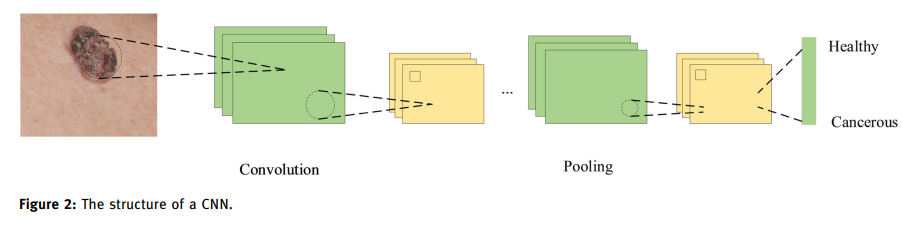 Healthy
...
Cancerous
Convolution
Pooling
Figure 2: The structure of a CNN.